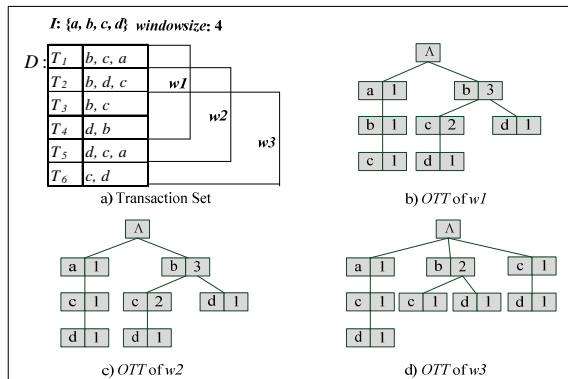 I: {a, b, c, d} windowsize: 4
D :
T1 b, c, a
T2 b, d, c
T3 b, c
T4 d, b
T5 d, c, a
T6 c, d
w1
w2
w3
a) Transaction Set
Λ
a 1 b 3
b 1 c 2 d 1
c 1 d 1
b) OTT of w1
Λ
a 1 b 3
c 1 c 2 d 1
d 1 d 1
c) OTT of w2
Λ
a 1 b 2 c 1
c 1 c 1 d 1 d 1
d 1
d) OTT of w3